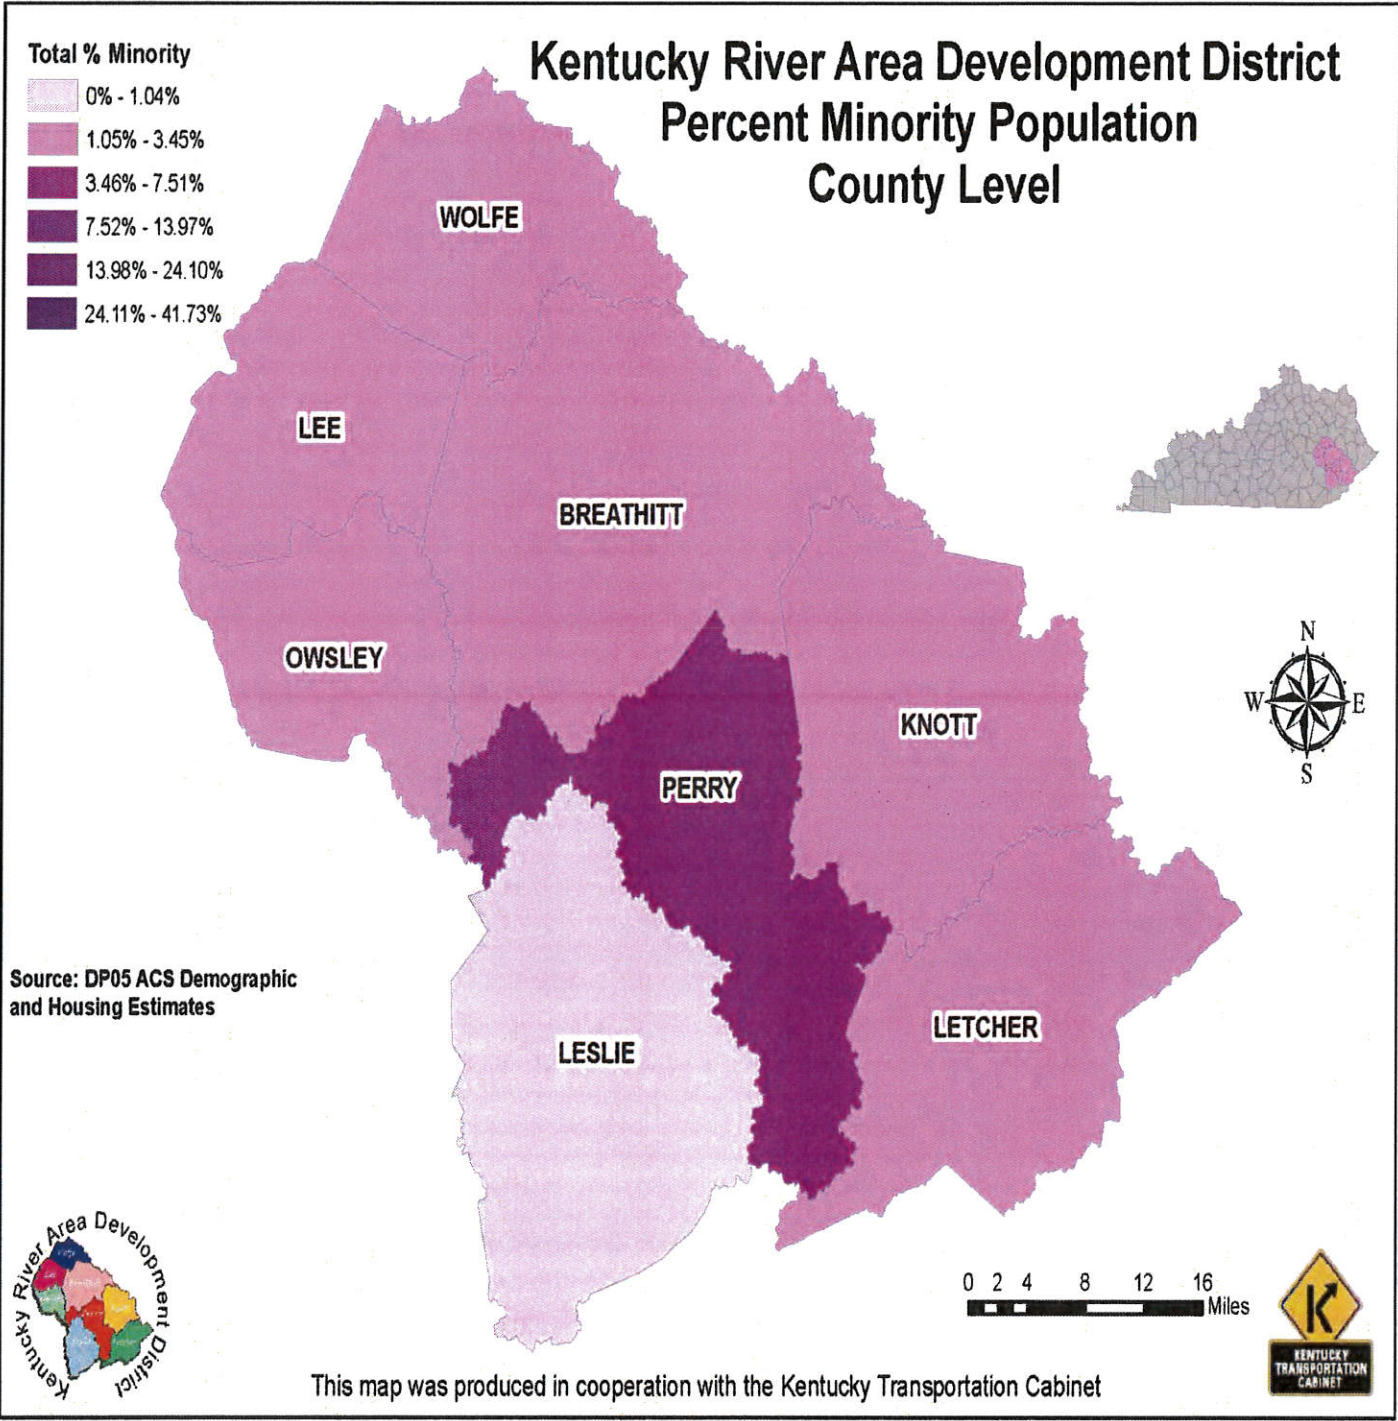 Kentucky River Area Development District
Percent Minority Population
County Level
Total % Minority
0% - 1.04%
1.05% - 3.45%
3.46% - 7.51%
7.52% - 13.97%
13.98% - 24.10%
24.11% - 41.73%
WOLFE
LEE
BREATHITT
OWSLEY
KNOTT
PERRY
LETCHER
LESLIE
N
W E
S
Source: DP05 ACS Demographic
and Housing Estimates
Kentucky River Area Development District
0 2 4 8 12 16
Miles
K
KENTUCKY
TRANSPORTATION
CABINET
This map was produced in cooperation with the Kentucky Transportation Cabinet